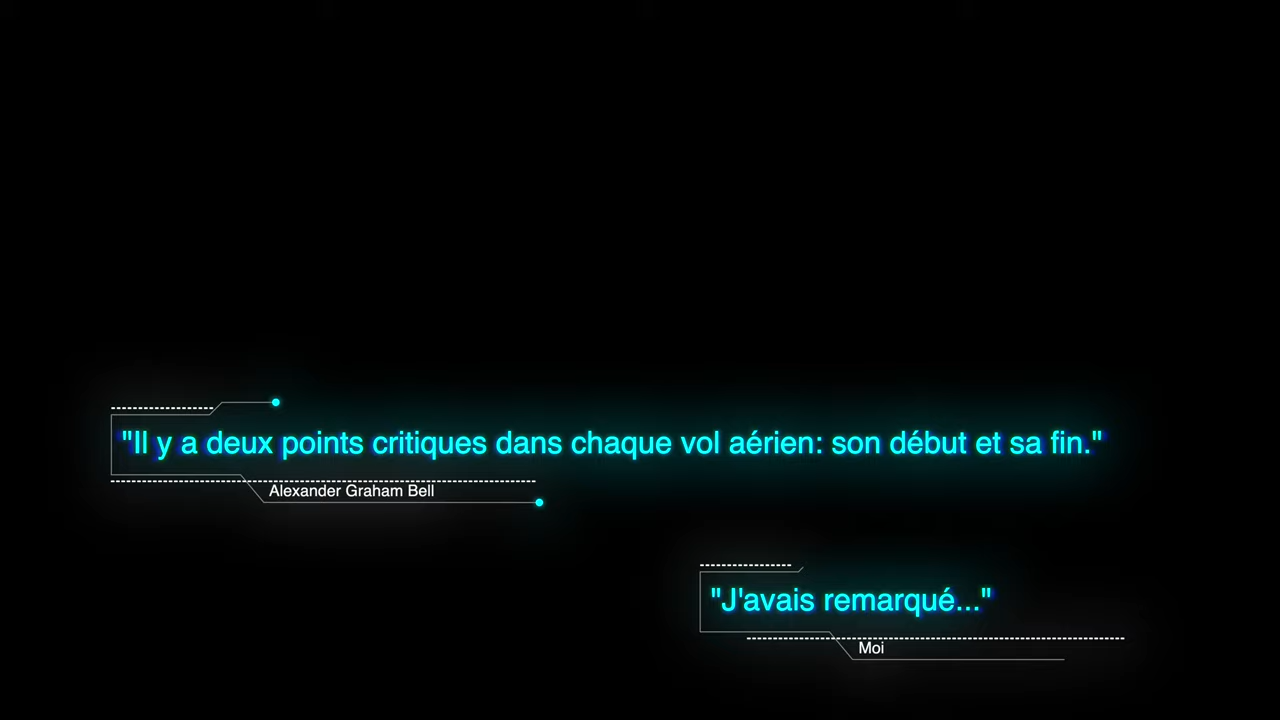 "Il y a deux points critiques dans chaque vol aérien: son début et sa fin."
Alexander Graham Bell
"J'avais remarqué..."
Moi